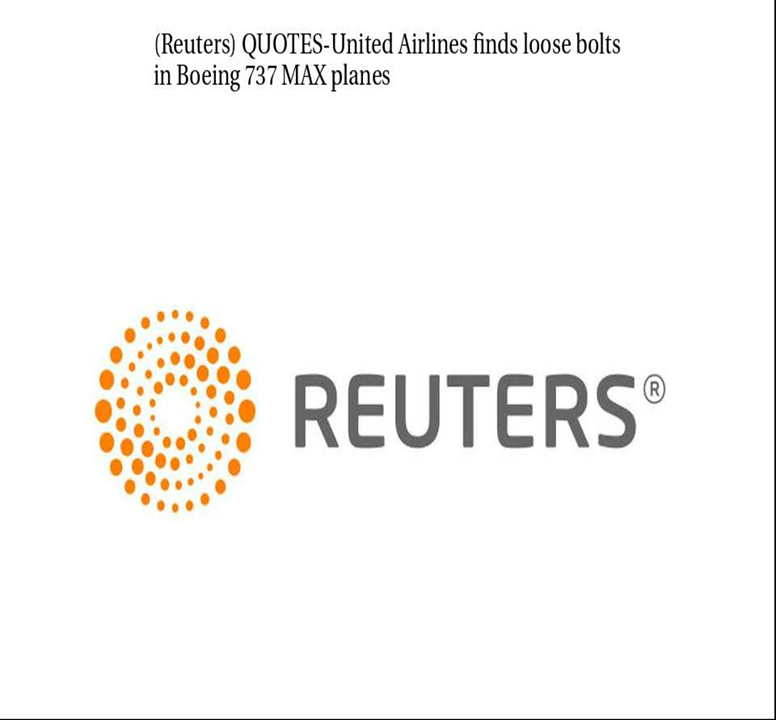 (Reuters) QUOTES-United Airlines finds loose bolts
in Boeing 737 MAX planes
REUTERS®